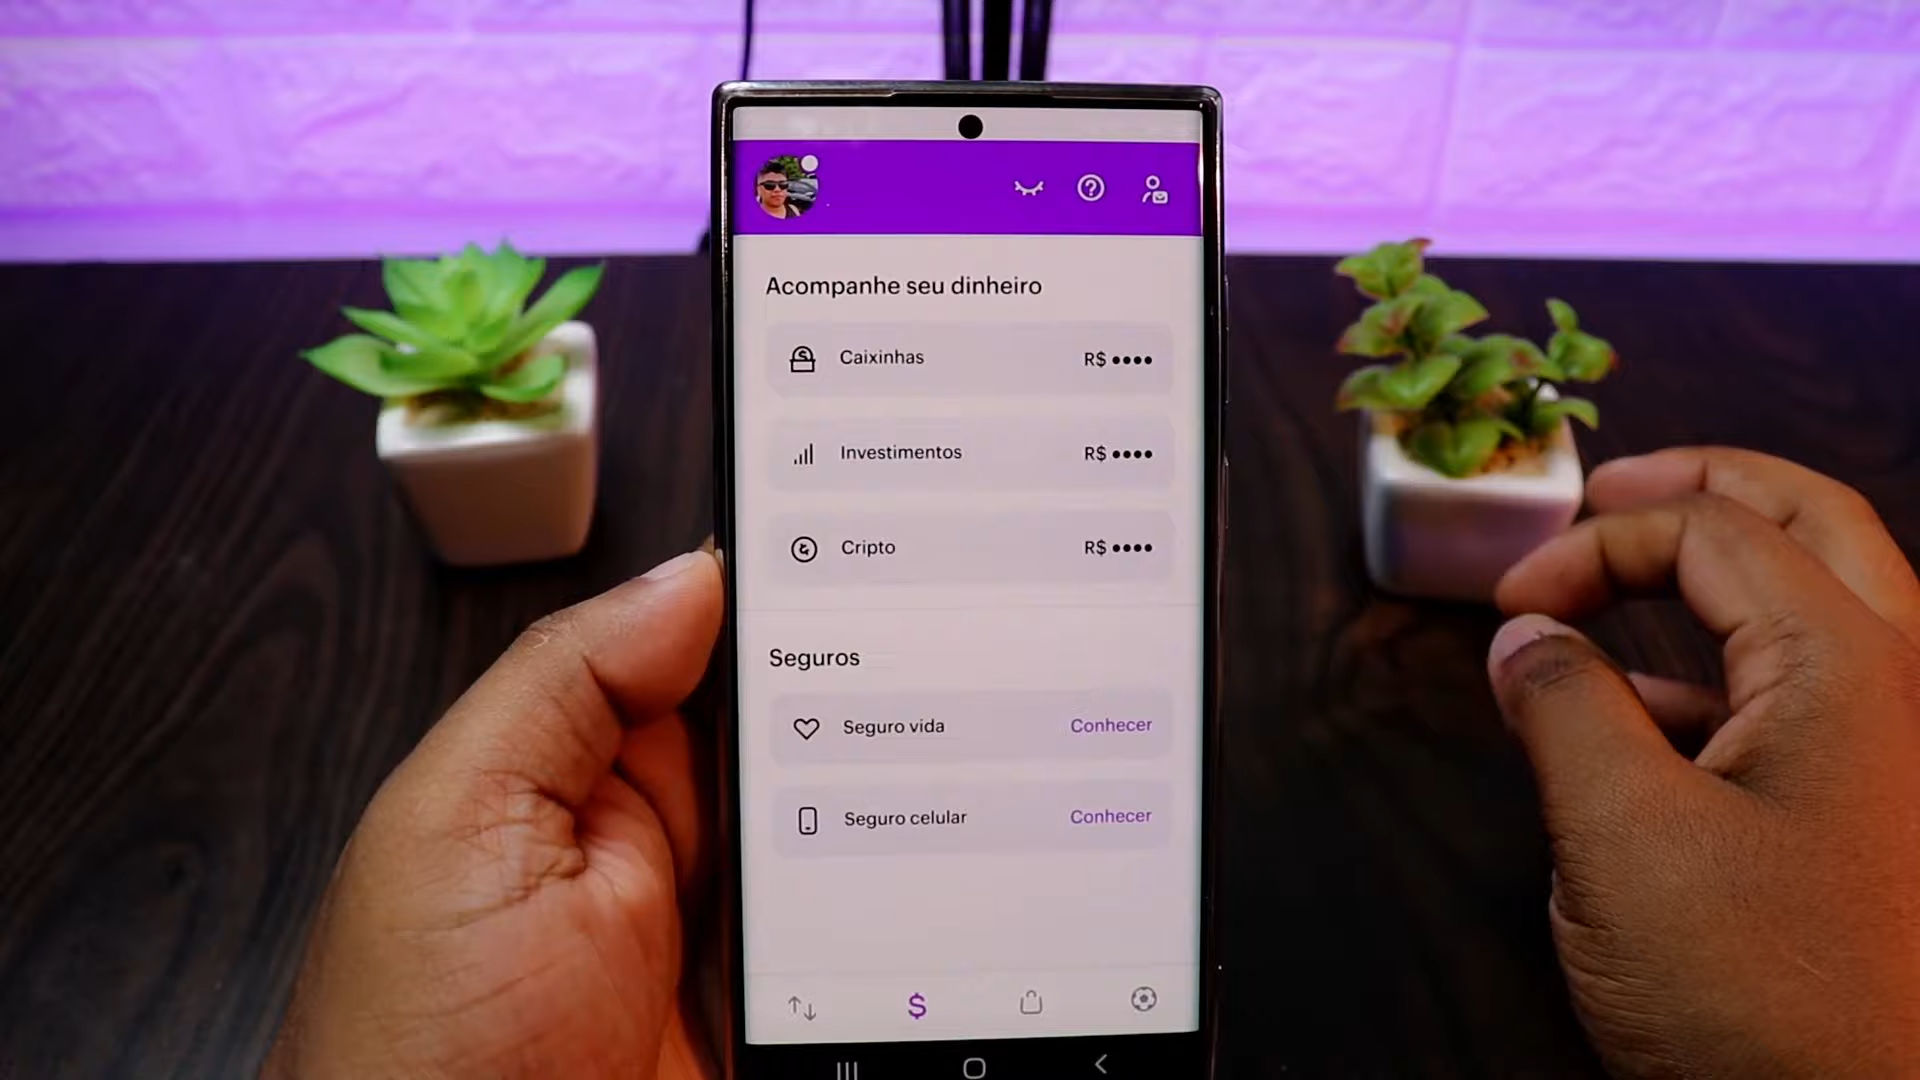 Acompanhe seu dinheiro
Caixinhas R$ ••••
Investimentos R$ ••••
Cripto R$ ••••
Seguros
Seguro vida Conhecer
Seguro celular Conhecer
$